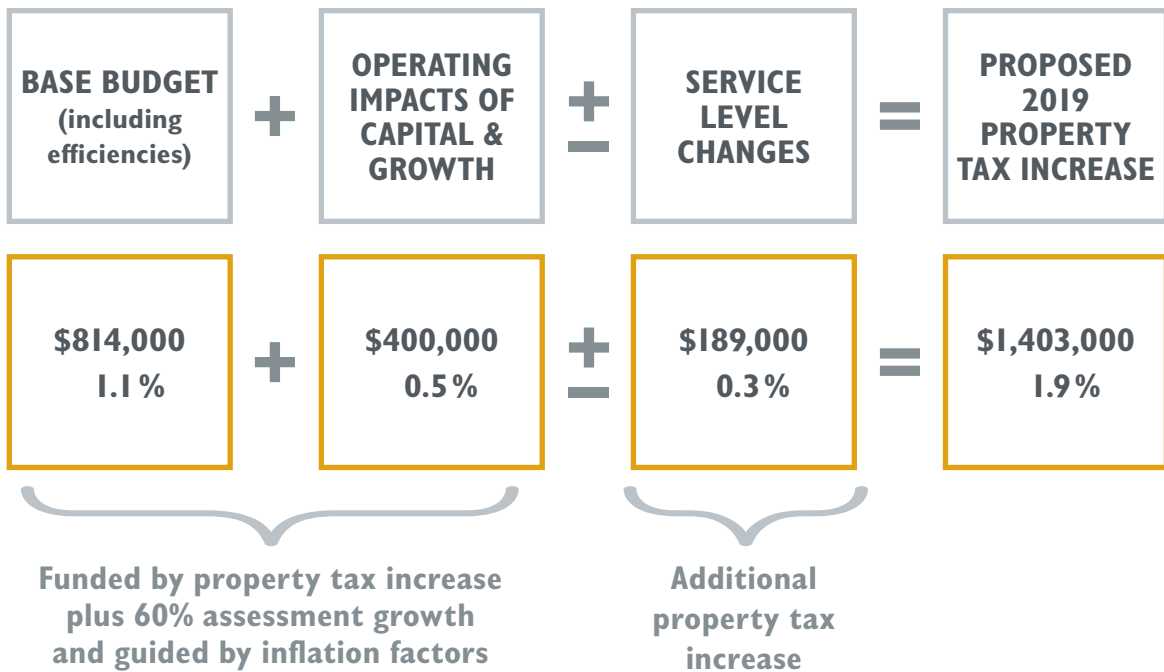 BASE BUDGET
(including
efficiencies)
+
OPERATING
IMPACTS OF
CAPITAL &
GROWTH
±
SERVICE
LEVEL
CHANGES
=
PROPOSED
2019
PROPERTY
TAX INCREASE
$814,000
1.1%
+
$400,000
0.5%
±
$189,000
0.3%
=
$1,403,000
1.9%
Funded by property tax increase
plus 60% assessment growth
and guided by inflation factors
Additional
property tax
increase